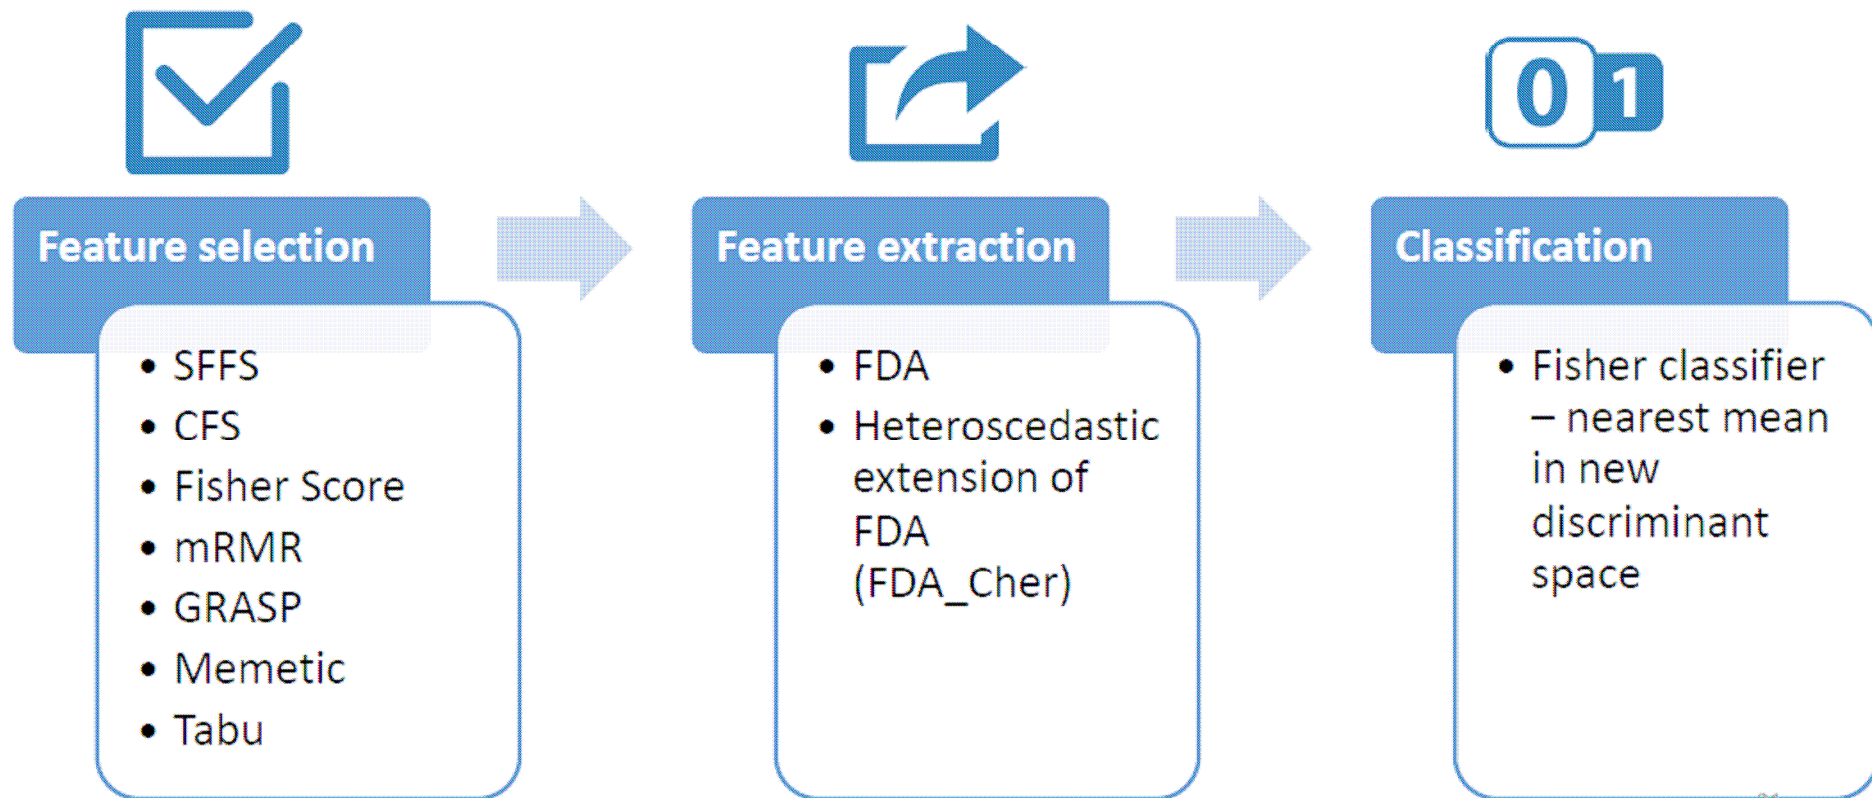 0 1
Feature selection
• SFFS
• CFS
• Fisher Score
• mRMR
• GRASP
• Memetic
• Tabu
Feature extraction
• FDA
• Heteroscedastic
extension of
FDA
(FDA_Cher)
Classification
• Fisher classifier
– nearest mean
in new
discriminant
space